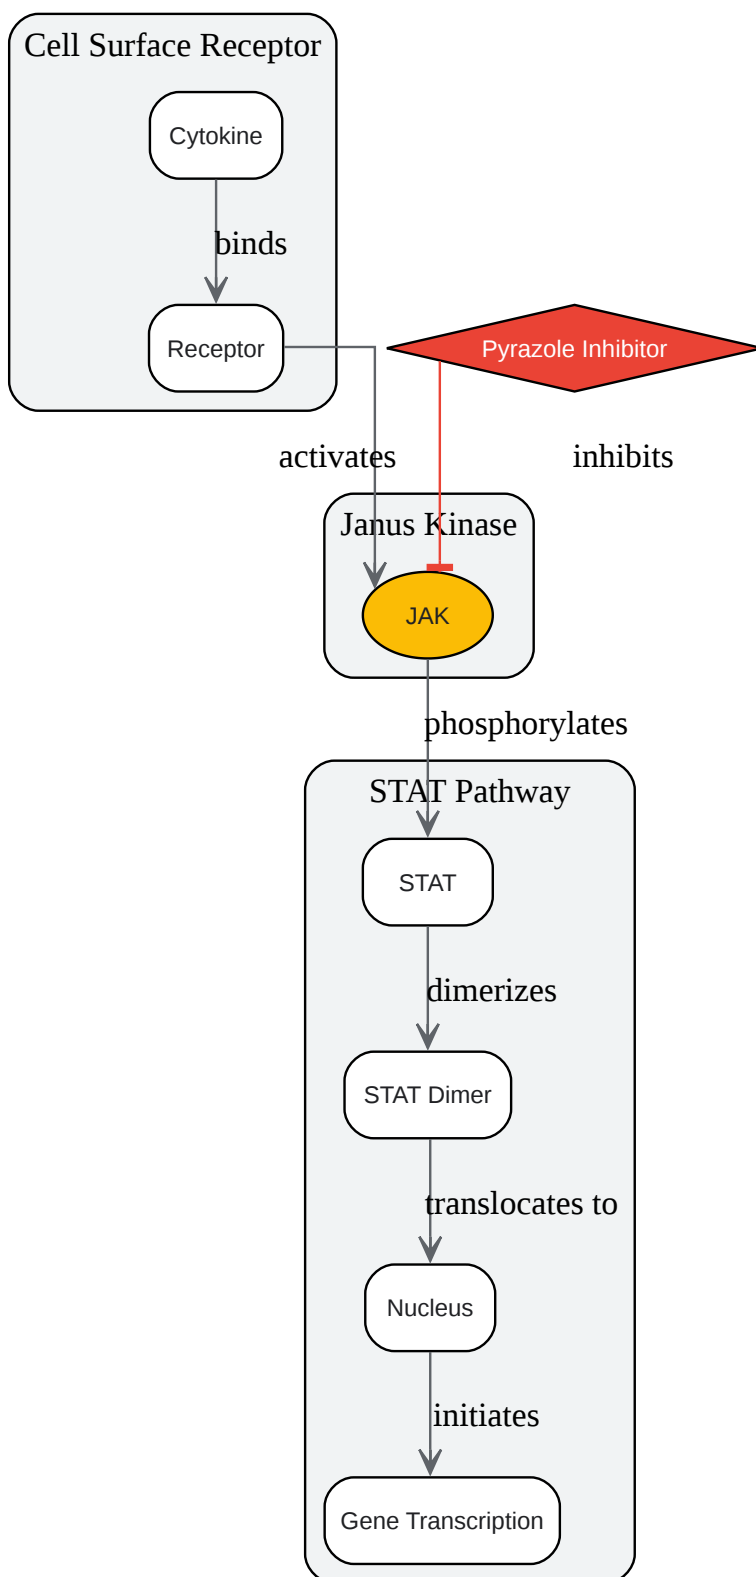 Cell Surface Receptor
Cytokine
binds
Receptor
Pyrazole Inhibitor
activates
inhibits
Janus Kinase
JAK
phosphorylates
STAT Pathway
STAT
dimerizes
STAT Dimer
translocates to
Nucleus
initiates
Gene Transcription